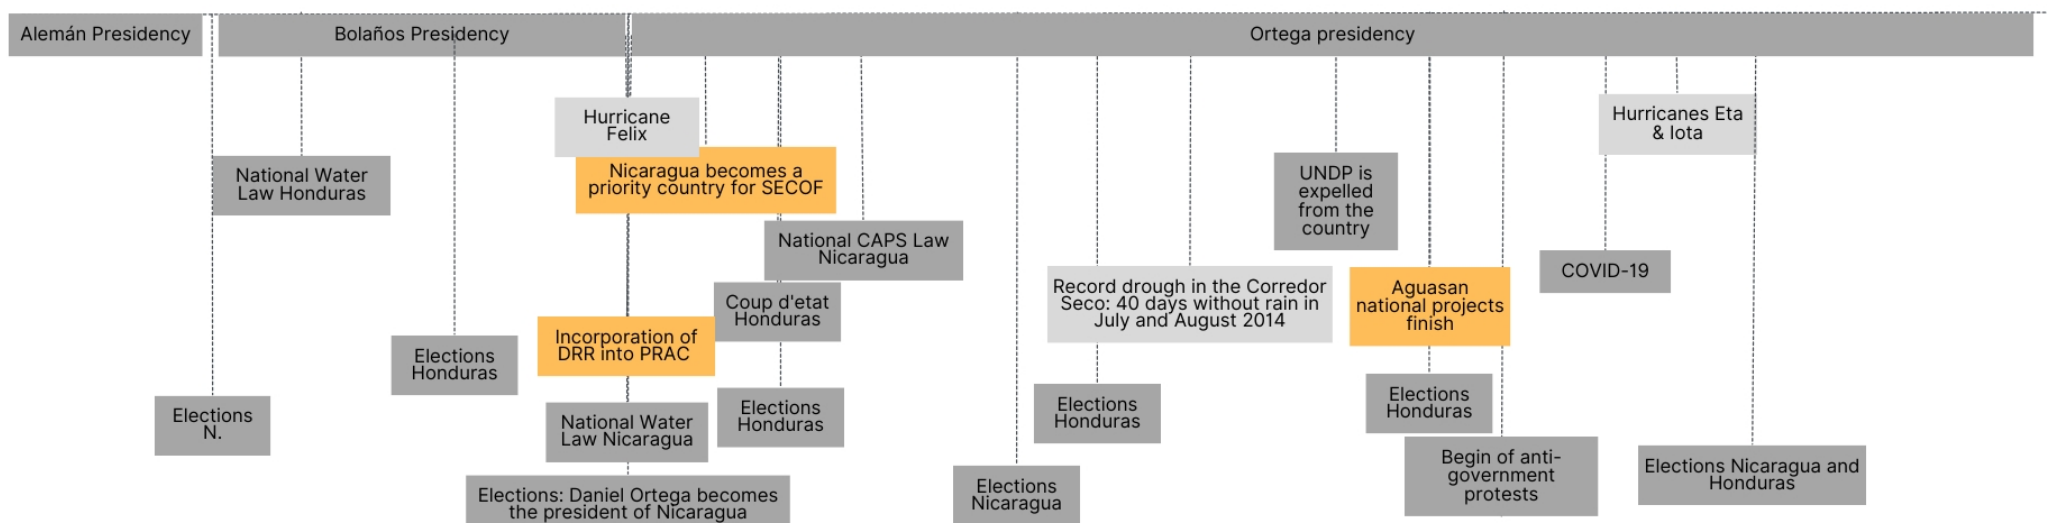 Alemán Presidency
Bolaños Presidency
Ortega presidency
Hurricane
Felix
Hurricanes Eta
& Iota
National Water
Law Honduras
Nicaragua becomes a
priority country for SECOF
UNDP is
expelled
from the
country
National CAPS Law
Nicaragua
COVID-19
Coup d'etat
Honduras
Record drough in the Corredor
Seco: 40 days without rain in
July and August 2014
Aguasan
national projects
finish
Incorporation of
DRR into PRAC
Elections
Honduras
Elections
N.
National Water
Law Nicaragua
Elections
Honduras
Elections
Honduras
Elections
Honduras
Begin of anti-
government
protests
Elections Nicaragua and
Honduras
Elections: Daniel Ortega becomes
the president of Nicaragua
Elections
Nicaragua